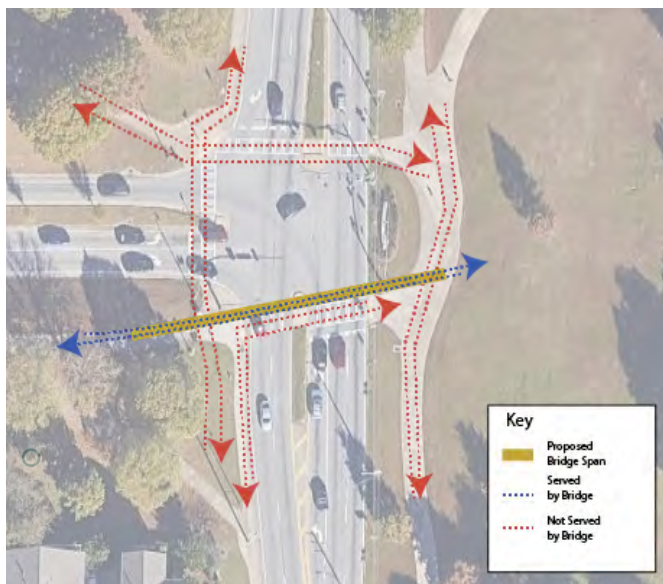 Key
Proposed
Bridge Span
Served
by Bridge
Not Served
by Bridge